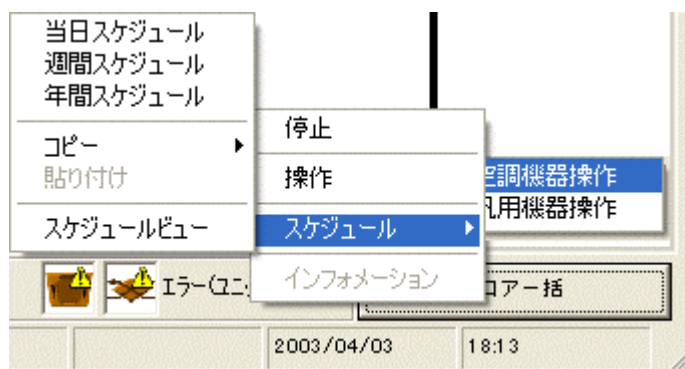 当日スケジュール
週間スケジュール
年間スケジュール
コピー
貼り付け
スケジュールビュー
停止
操作
スケジュール
インフォメーション
空調機器操作
汎用機器操作
エラー(ユニッ
ロアー括
2003/04/03
18:13